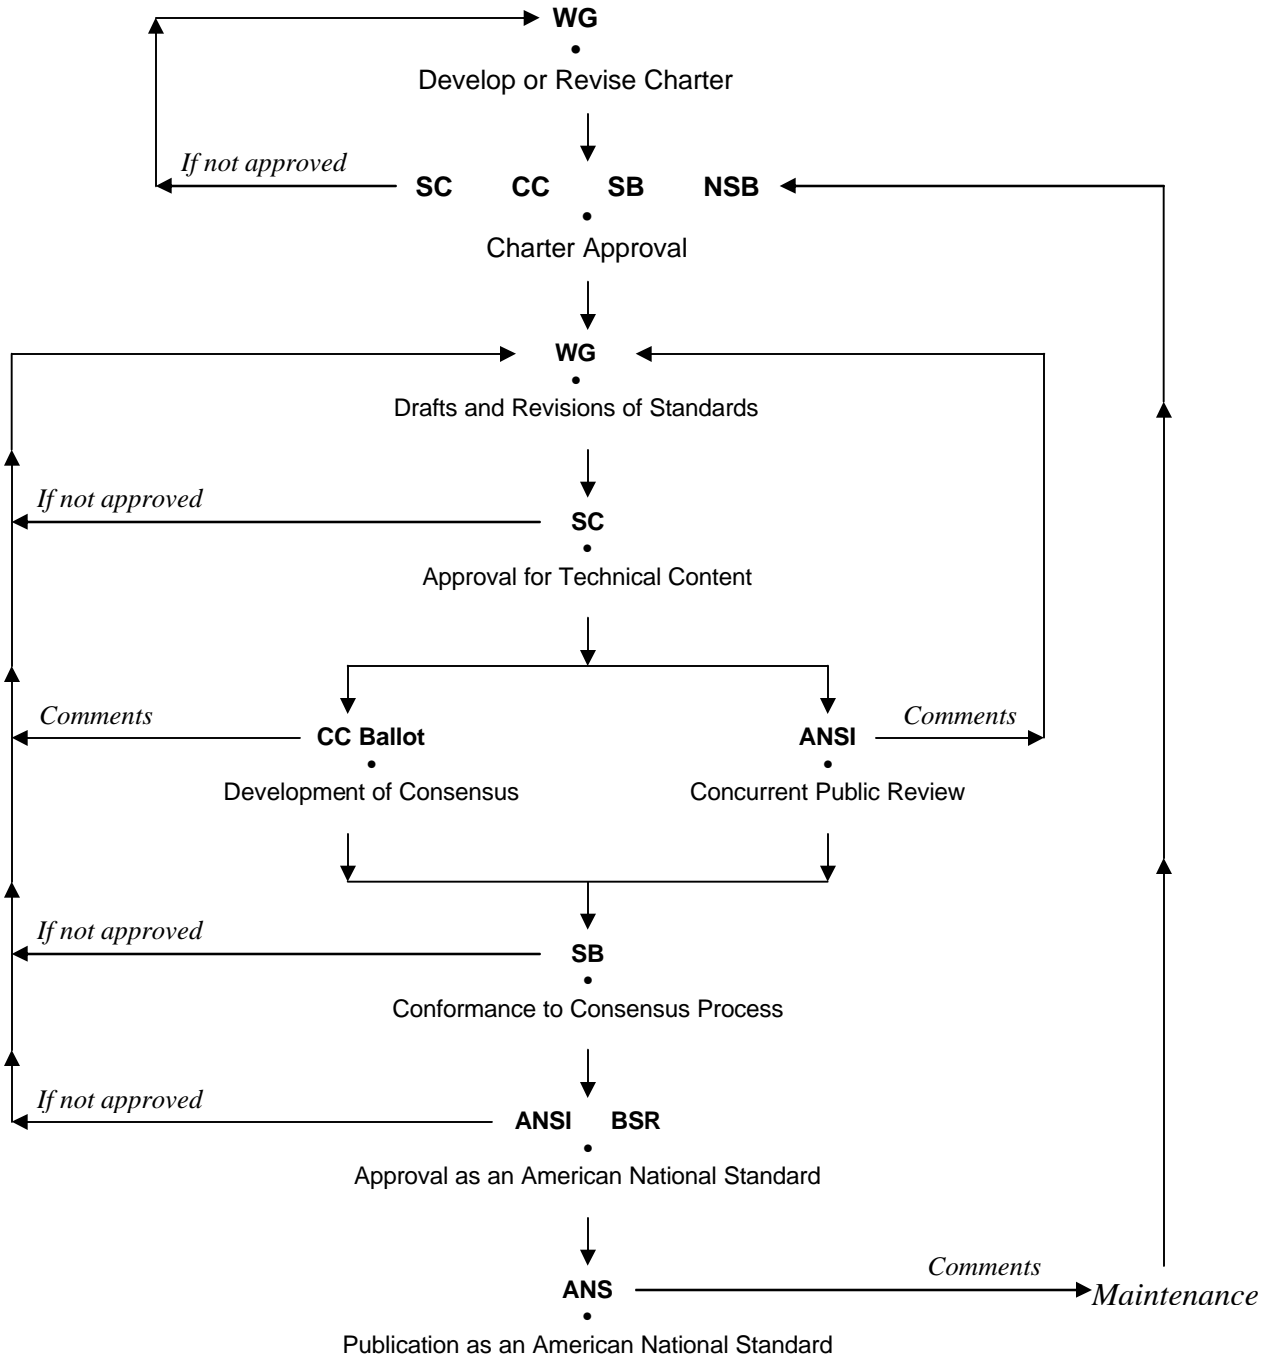 WG
•
Develop or Revise Charter
If not approved
SC CC SB NSB
•
Charter Approval
WG
•
Drafts and Revisions of Standards
If not approved
SC
•
Approval for Technical Content
Comments
Comments
CC Ballot
ANSI
•
•
Development of Consensus
Concurrent Public Review
If not approved
SB
•
Conformance to Consensus Process
If not approved
ANSI BSR
•
Approval as an American National Standard
Comments
ANS
Maintenance
•
Publication as an American National Standard